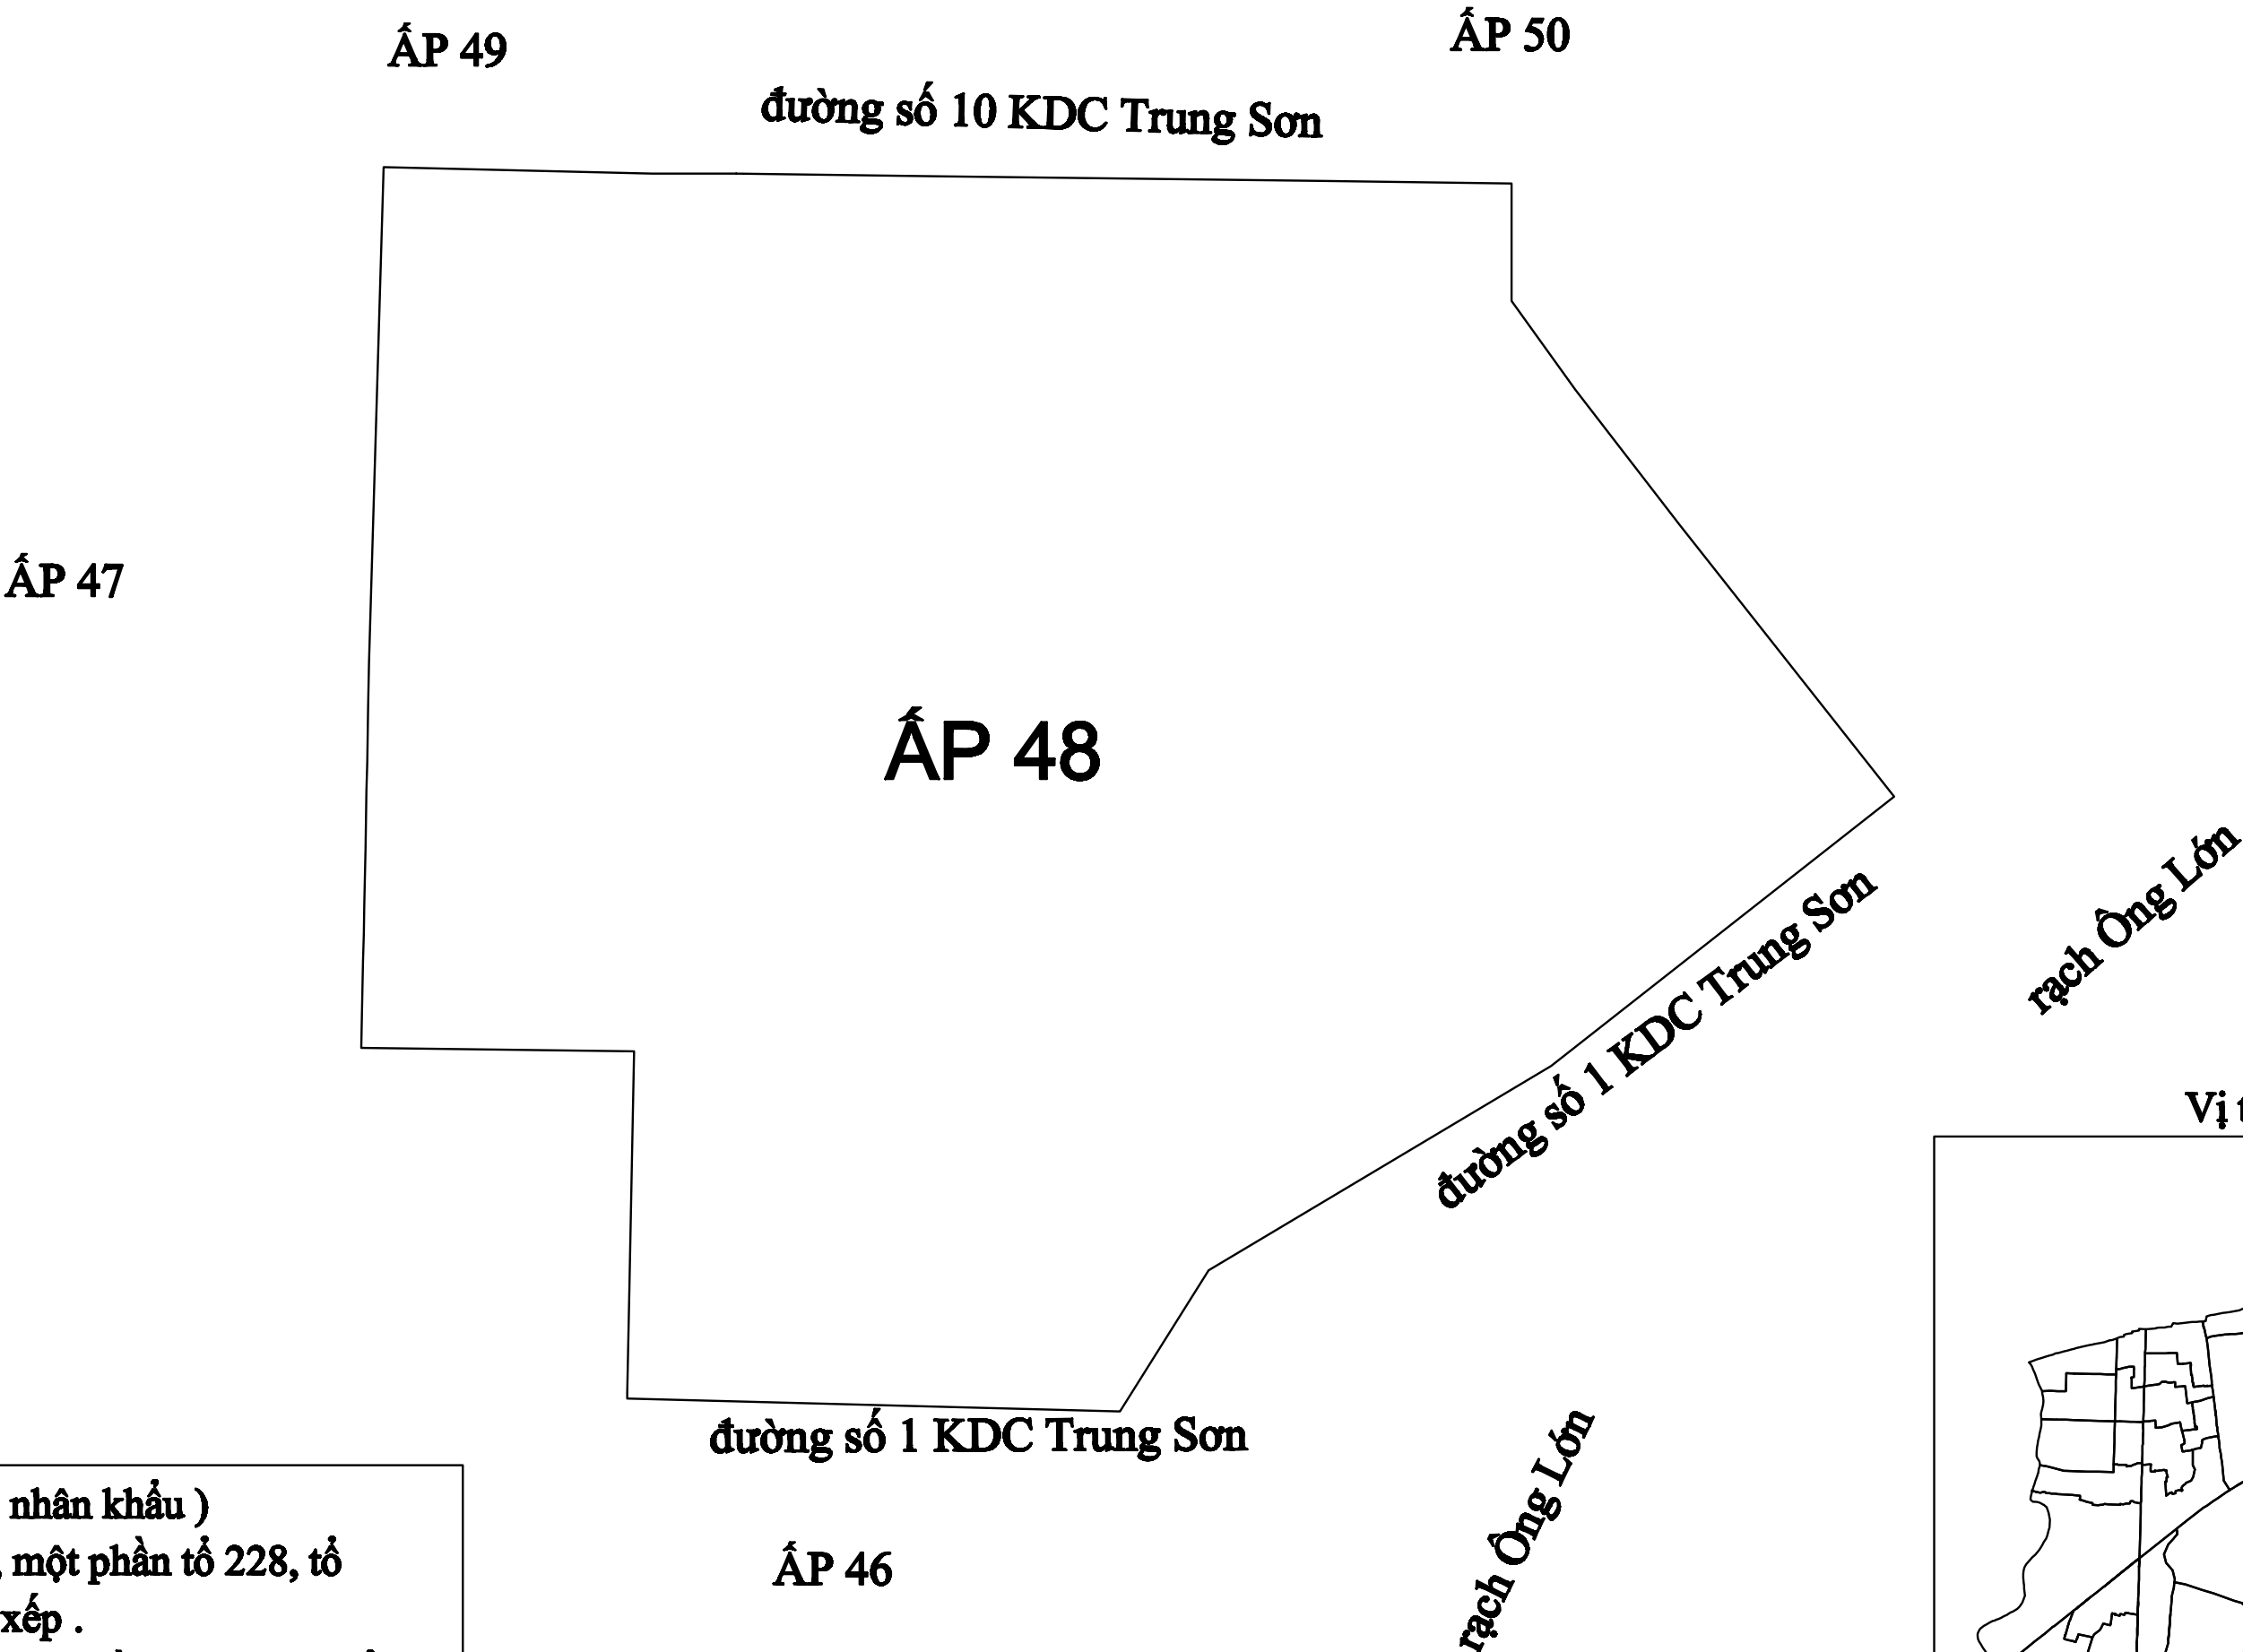 ẤP 49
ẤP 50
đường số 10 KDC Trung Sơn
ẤP 47
ẤP 48
rạch Ông Lớn
đường số 1 KDC Trung Sơn
Vị
đường số 1 KDC Trung Sơn
rạch Ông Lớn
nhân khẩu )
, một phần tổ 228, tổ
xếp .
ẤP 46